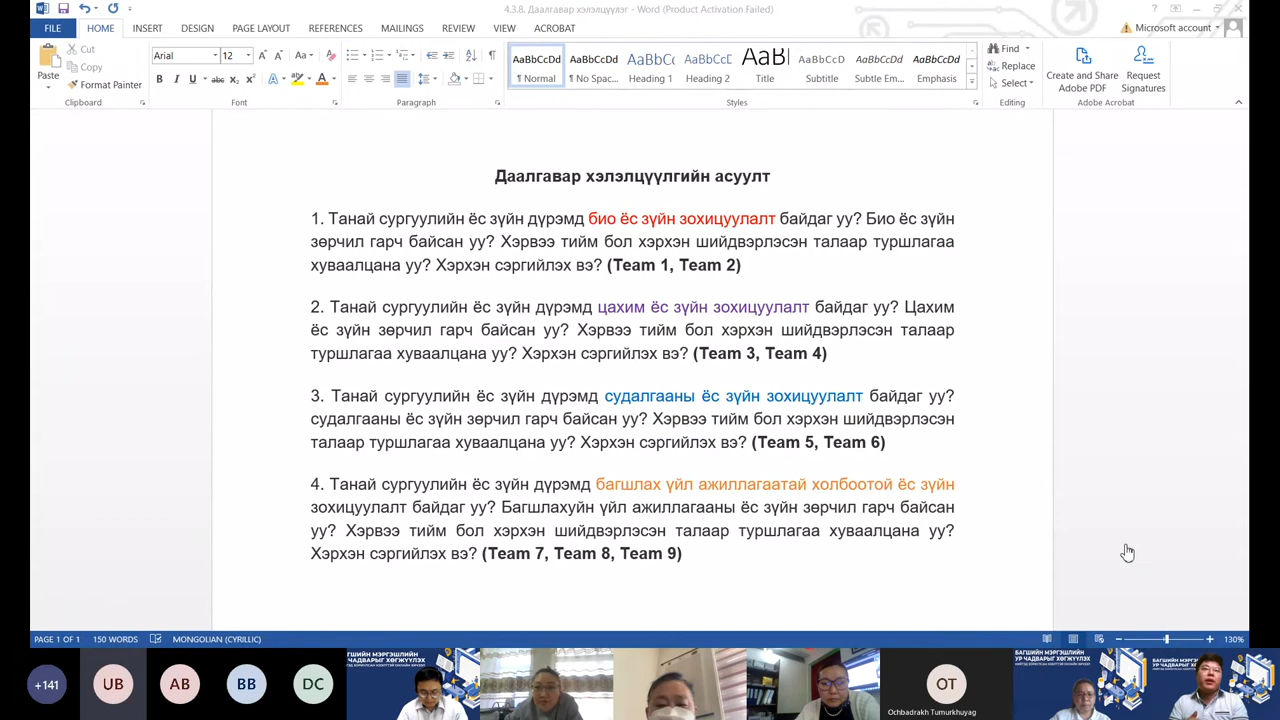 4.3.8. Даалгавар хэлэлцүүлэг - Word (Product Activation Failed)
FILE HOME INSERT DESIGN PAGE LAYOUT REFERENCES MAILINGS REVIEW VIEW ACROBAT Microsoft account
Paste Cut Copy Format Painter
Arial 12
AaBbCcDd AaBbCcDd AaBbCc AaBbCcDd AaBl AaBbCcD AaBbCcDd AaBbCcDd
¶ Normal ¶ No Spac... Heading 1 Heading 2 Title Subtitle Subtle Em... Emphasis
Find Replace Select
Create and Share Adobe PDF Request Signatures
Clipboard Font Paragraph Styles Editing Adobe Acrobat
Даалгавар хэлэлцүүлгийн асуулт
1. Танай сургуулийн ёс зүйн дүрэмд био ёс зүйн зохицуулалт байдаг уу? Био ёс зүйн
зөрчил гарч байсан уу? Хэрвээ тийм бол хэрхэн шийдвэрлэсэн талаар туршлагаа
хуваалцана уу? Хэрхэн сэргийлэх вэ? (Team 1, Team 2)
2. Танай сургуулийн ёс зүйн дүрэмд цахим ёс зүйн зохицуулалт байдаг уу? Цахим
ёс зүйн зөрчил гарч байсан уу? Хэрвээ тийм бол хэрхэн шийдвэрлэсэн талаар
туршлагаа хуваалцана уу? Хэрхэн сэргийлэх вэ? (Team 3, Team 4)
3. Танай сургуулийн ёс зүйн дүрэмд судалгааны ёс зүйн зохицуулалт байдаг уу?
судалгааны ёс зүйн зөрчил гарч байсан уу? Хэрвээ тийм бол хэрхэн шийдвэрлэсэн
талаар туршлагаа хуваалцана уу? Хэрхэн сэргийлэх вэ? (Team 5, Team 6)
4. Танай сургуулийн ёс зүйн дүрэмд багшлах үйл ажиллагаатай холбоотой ёс зүйн
зохицуулалт байдаг уу? Багшлахуйн үйл ажиллагааны ёс зүйн зөрчил гарч байсан
уу? Хэрвээ тийм бол хэрхэн шийдвэрлэсэн талаар туршлагаа хуваалцана уу?
Хэрхэн сэргийлэх вэ? (Team 7, Team 8, Team 9)
PAGE 1 OF 1 150 WORDS MONGOLIAN (CYRILLIC) 130%
+141 UB AB BB DC OT
Ochbadrakh Tumurkhuyag
БАГШИЙН МЭРГЭШЛИЙН
УР ЧАДВАРЫГ ХӨГЖҮҮЛЭХ